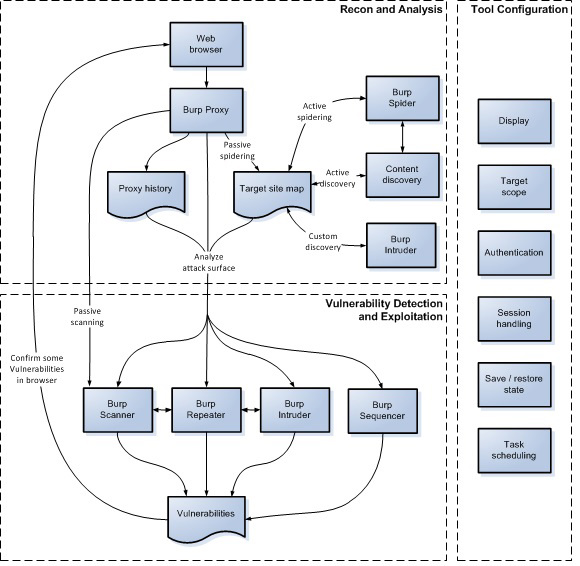 Recon and Analysis
Tool Configuration
Web
browser
Burp Proxy
Burp
Spider
Active
spidering
Passive
spidering
Display
Proxy history
Target site map
Active
discovery
Content
discovery
Target
scope
Custom
discovery
Burp
Intruder
Analyze
attack surface
Authentication
Vulnerability Detection
and Exploitation
Passive
scanning
Session
handling
Confirm some
Vulnerabilities
in browser
Save / restore
state
Burp
Scanner
Burp
Repeater
Burp
Intruder
Burp
Sequencer
Task
scheduling
Vulnerabilities